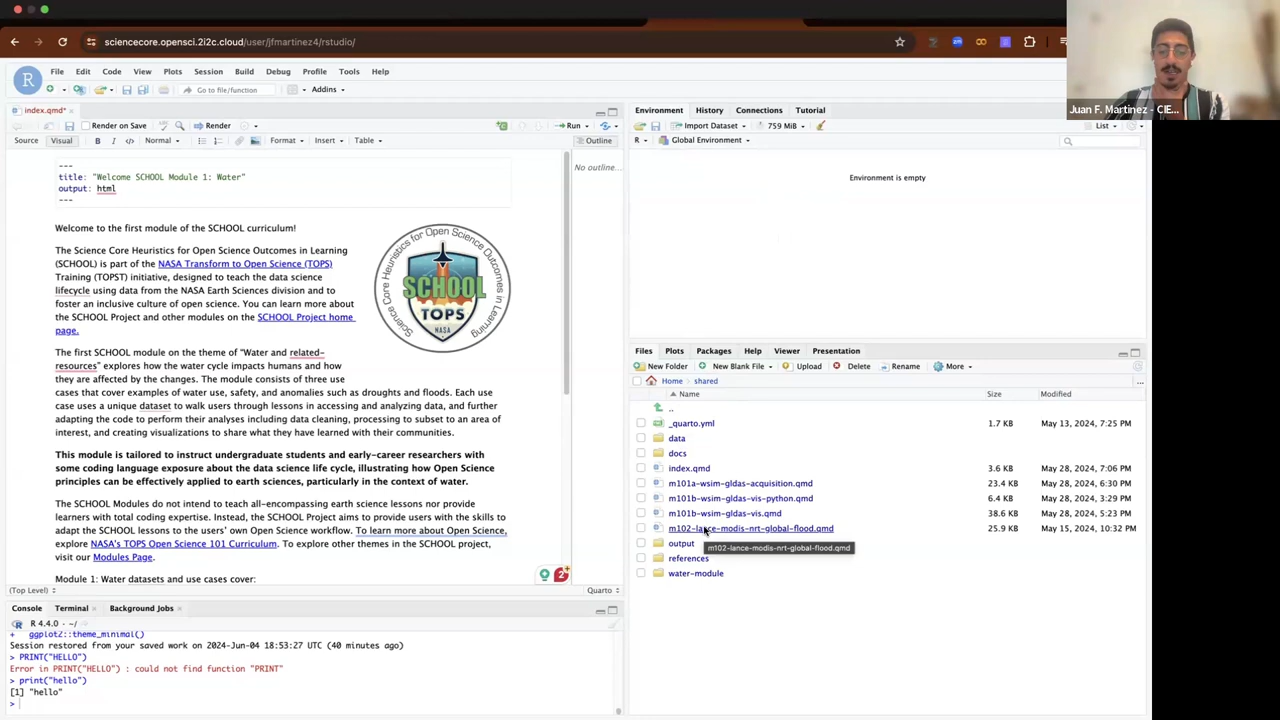 sciencecore.opensci.2i2c.cloud/user/jfmartinez4/rstudio/
Juan F. Martinez - CIE...
R
File Edit Code View Plots Session Build Debug Profile Tools Help
Go to file/function Addins
index.qmd*
Render on Save Render Run
Source Visual B I Normal Format Insert Table Outline
---
title: "Welcome SCHOOL Module 1: Water"
output: html
---
No outline...
Welcome to the first module of the SCHOOL curriculum!
The Science Core Heuristics for Open Science Outcomes in Learning
(SCHOOL) is part of the NASA Transform to Open Science (TOPS)
Training (TOPST) initiative, designed to teach the data science
lifecycle using data from the NASA Earth Sciences division and to
foster an inclusive culture of open science. You can learn more about
the SCHOOL Project and other modules on the SCHOOL Project home
page.
Science Core Heuristics for Open Science Outcomes in Learning
SCHOOL
TOPS
NASA
The first SCHOOL module on the theme of "Water and related-
resources" explores how the water cycle impacts humans and how
they are affected by the changes. The module consists of three use
cases that cover examples of water use, safety, and anomalies such as droughts and floods. Each use
case uses a unique dataset to walk users through lessons in accessing and analyzing data, and further
adapting the code to perform their analyses including data cleaning, processing to subset to an area of
interest, and creating visualizations to share what they have learned with their communities.
This module is tailored to instruct undergraduate students and early-career researchers with
some coding language exposure about the data science life cycle, illustrating how Open Science
principles can be effectively applied to earth sciences, particularly in the context of water.
The SCHOOL Modules do not intend to teach all-encompassing earth science lessons nor provide
learners with total coding expertise. Instead, the SCHOOL Project aims to provide users with the skills to
adapt the SCHOOL lessons to the users' own Open Science workflow. To learn more about Open Science,
explore NASA's TOPS Open Science 101 Curriculum. To explore other themes in the SCHOOL project,
visit our Modules Page.
Module 1: Water datasets and use cases cover:
2
(Top Level) Quarto
Console Terminal Background Jobs
R 4.4.0 · ~/
+ ggplot2::theme_minimal()
Session restored from your saved work on 2024-Jun-04 18:53:27 UTC (40 minutes ago)
> PRINT("HELLO")
Error in PRINT("HELLO") : could not find function "PRINT"
> print("hello")
[1] "hello"
>
Environment History Connections Tutorial
Import Dataset 759 MiB List
R Global Environment
Environment is empty
Files Plots Packages Help Viewer Presentation
New Folder New Blank File Upload Delete Rename More
Home shared ...
Name Size Modified
..
_quarto.yml 1.7 KB May 13, 2024, 7:25 PM
data
docs
index.qmd 3.6 KB May 28, 2024, 7:06 PM
m101a-wsim-gldas-acquisition.qmd 23.4 KB May 28, 2024, 6:30 PM
m101b-wsim-gldas-vis-python.qmd 6.4 KB May 28, 2024, 3:29 PM
m101b-wsim-gldas-vis.qmd 38.6 KB May 28, 2024, 5:23 PM
m102-lance-modis-nrt-global-flood.qmd 25.9 KB May 15, 2024, 10:32 PM
output
m102-lance-modis-nrt-global-flood.qmd
references
water-module